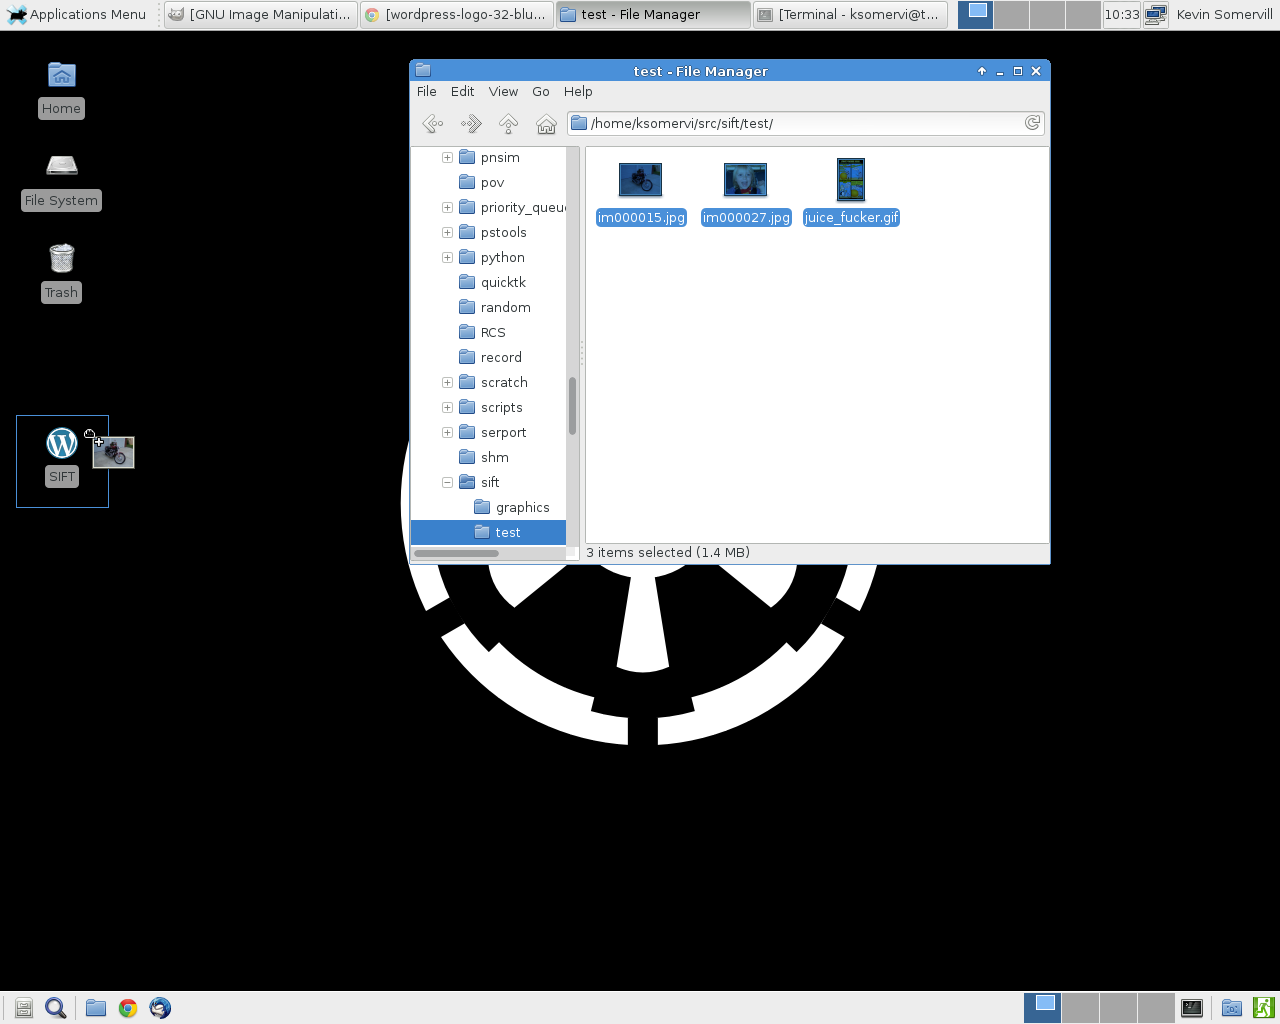 Applications Menu
[GNU Image Manipulati...
[wordpress-logo-32-blu...
test - File Manager
[Terminal - ksomervi@t...
10:33
Kevin Somervill
Home
File System
Trash
SIFT
test - File Manager
File Edit View Go Help
/home/ksomervi/src/sift/test/
pnsim
pov
priority_queu
pstools
python
quicktk
random
RCS
record
scratch
scripts
serport
shm
sift
graphics
test
im000015.jpg
im000027.jpg
juice_fucker.gif
3 items selected (1.4 MB)